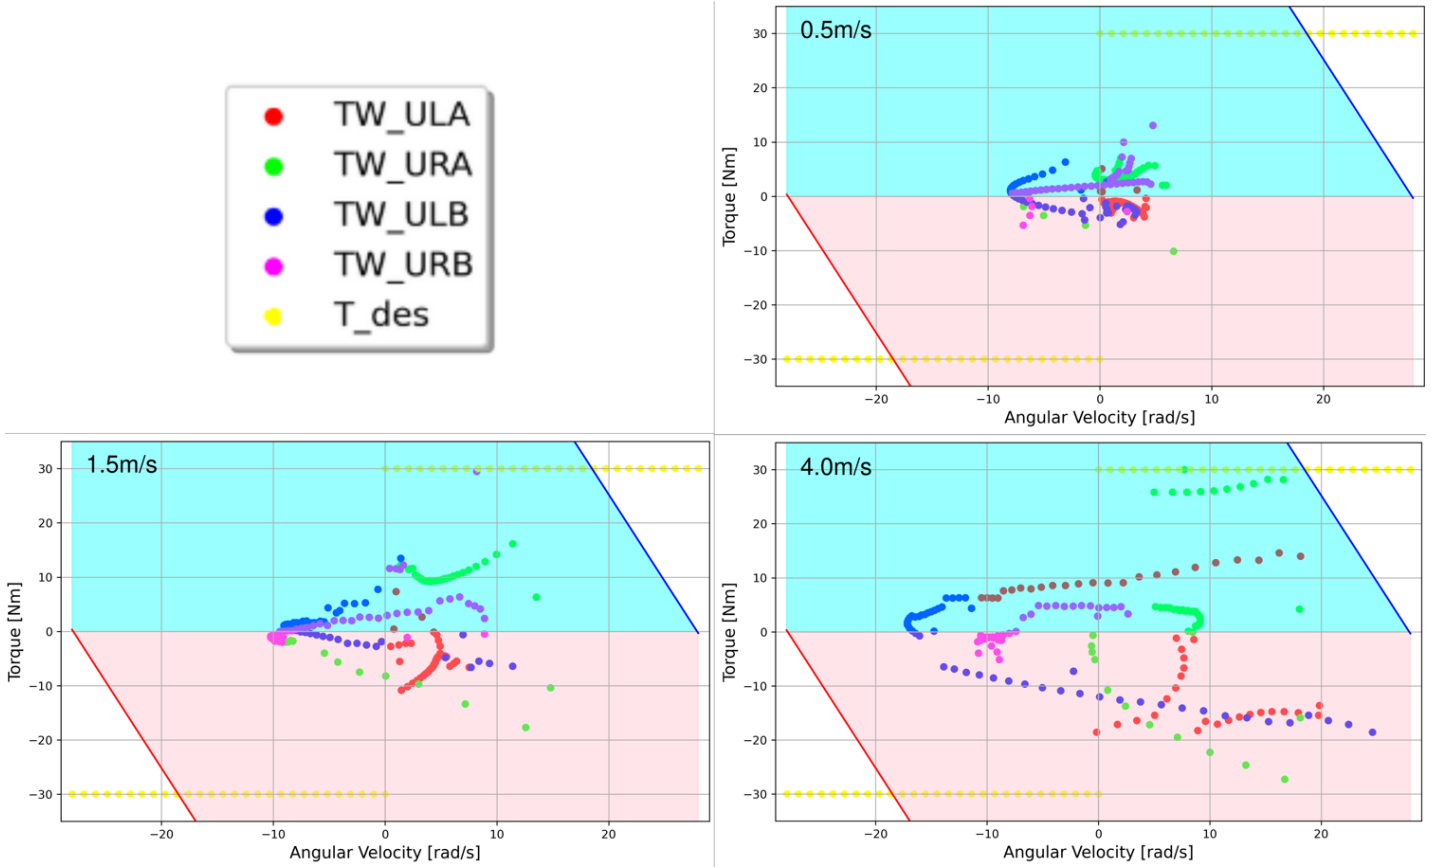 TW_ULA
TW_URA
TW_ULB
TW_URB
T_des
0.5m/s
30
20
10
0
−10
−20
−30
Torque [Nm]
−20 −10 0 10 20
Angular Velocity [rad/s]
1.5m/s
30
20
10
0
−10
−20
−30
Torque [Nm]
−20 −10 0 10 20
Angular Velocity [rad/s]
4.0m/s
30
20
10
0
−10
−20
−30
Torque [Nm]
−20 −10 0 10 20
Angular Velocity [rad/s]